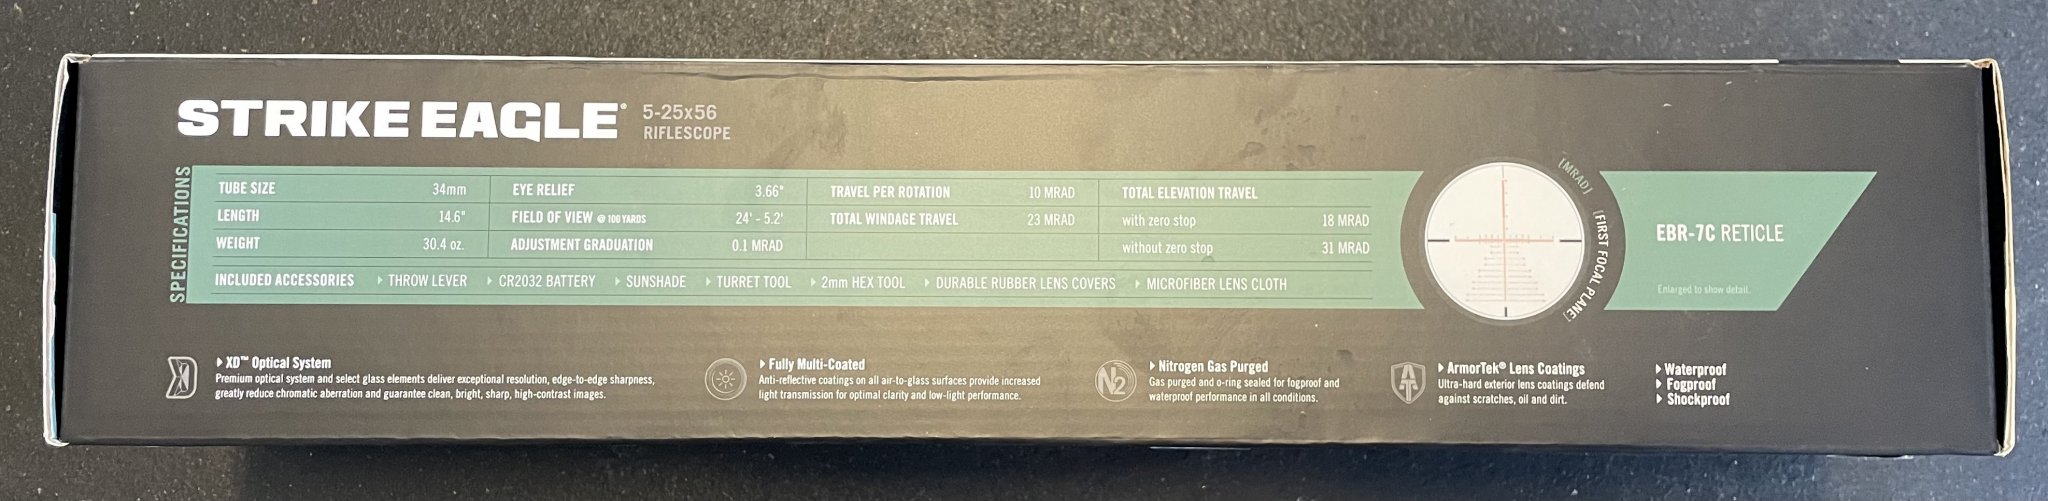 STRIKE EAGLE® 5-25x56
RIFLESCOPE
SPECIFICATIONS
TUBE SIZE 34mm
LENGTH 14.6"
WEIGHT 30.4 oz.
EYE RELIEF 3.66"
FIELD OF VIEW @ 100 YARDS 24' - 5.2'
ADJUSTMENT GRADUATION 0.1 MRAD
TRAVEL PER ROTATION 10 MRAD
TOTAL WINDAGE TRAVEL 23 MRAD
TOTAL ELEVATION TRAVEL
with zero stop 18 MRAD
without zero stop 31 MRAD
INCLUDED ACCESSORIES THROW LEVER CR2032 BATTERY SUNSHADE TURRET TOOL 2mm HEX TOOL DURABLE RUBBER LENS COVERS MICROFIBER LENS CLOTH
[MRAD]
[FIRST FOCAL PLANE]
EBR-7C RETICLE
Enlarged to show detail.
XD™ Optical System
Premium optical system and select glass elements deliver exceptional resolution, edge-to-edge sharpness,
greatly reduce chromatic aberration and guarantee clean, bright, sharp, high-contrast images.
Fully Multi-Coated
Anti-reflective coatings on all air-to-glass surfaces provide increased
light transmission for optimal clarity and low-light performance.
N2
Nitrogen Gas Purged
Gas purged and o-ring sealed for fogproof and
waterproof performance in all conditions.
ArmorTek® Lens Coatings
Ultra-hard exterior lens coatings defend
against scratches, oil and dirt.
Waterproof
Fogproof
Shockproof